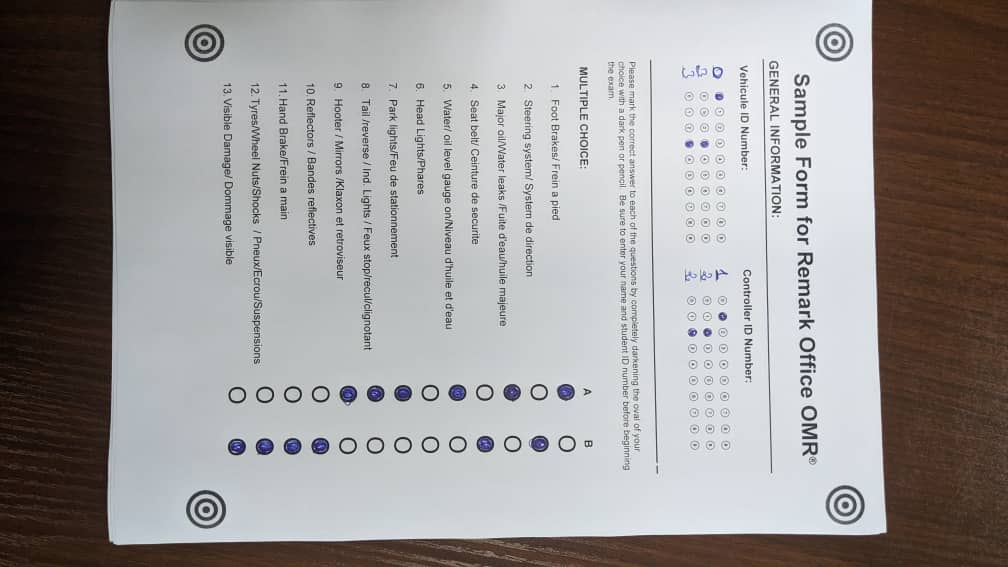 Sample Form for Remark Office OMR®
GENERAL INFORMATION:
Vehicule ID Number: Controller ID Number:
0 1
3 2
3 2
Please mark the correct answer to each of the questions by completely darkening the oval of your
choice with a dark pen or pencil. Be sure to enter your name and student ID number before beginning
the exam.
MULTIPLE CHOICE: A B
1. Foot Brakes/ Frein a pied
2. Steering system/ System de direction
3 Major oil/Water leaks /Fuite d'eau/huile majeure
4. Seat belt/ Ceinture de securite
5 Water/ oil level gauge on/Niveau d'huile et d'eau
6. Head Lights/Phares
7. Park lights/Feu de stationnement
8 Tail /reverse / Ind. Lights / Feux stop/recul/clignotant
9 Hooter / Mirrors /Klaxon et retroviseur
10 Reflectors / Bandes reflectives
11. Hand Brake/Frein a main
12. Tyres/Wheel Nuts/Shocks / Pneux/Ecrou/Suspensions
13. Visible Damage/ Dommage visible